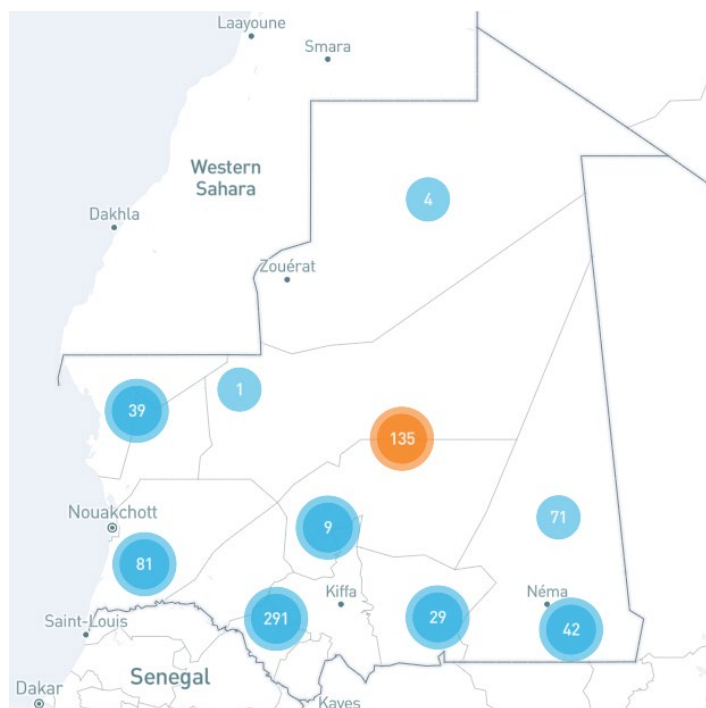 Laayoune
Smara
Western
Sahara
4
Dakhla
Zouérat
1
39
135
71
Nouakchott
9
81
Kiffa
Néma
291
29
42
Saint-Louis
Senegal
Dakar
Kayes